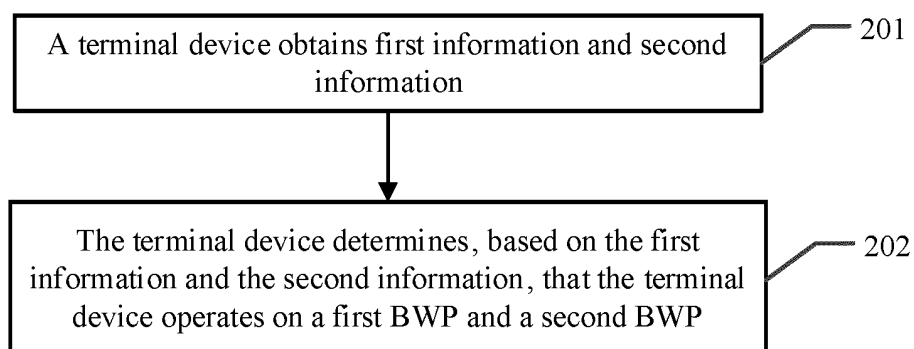 A terminal device obtains first information and second
information
201
The terminal device determines, based on the first
information and the second information, that the terminal
device operates on a first BWP and a second BWP
202